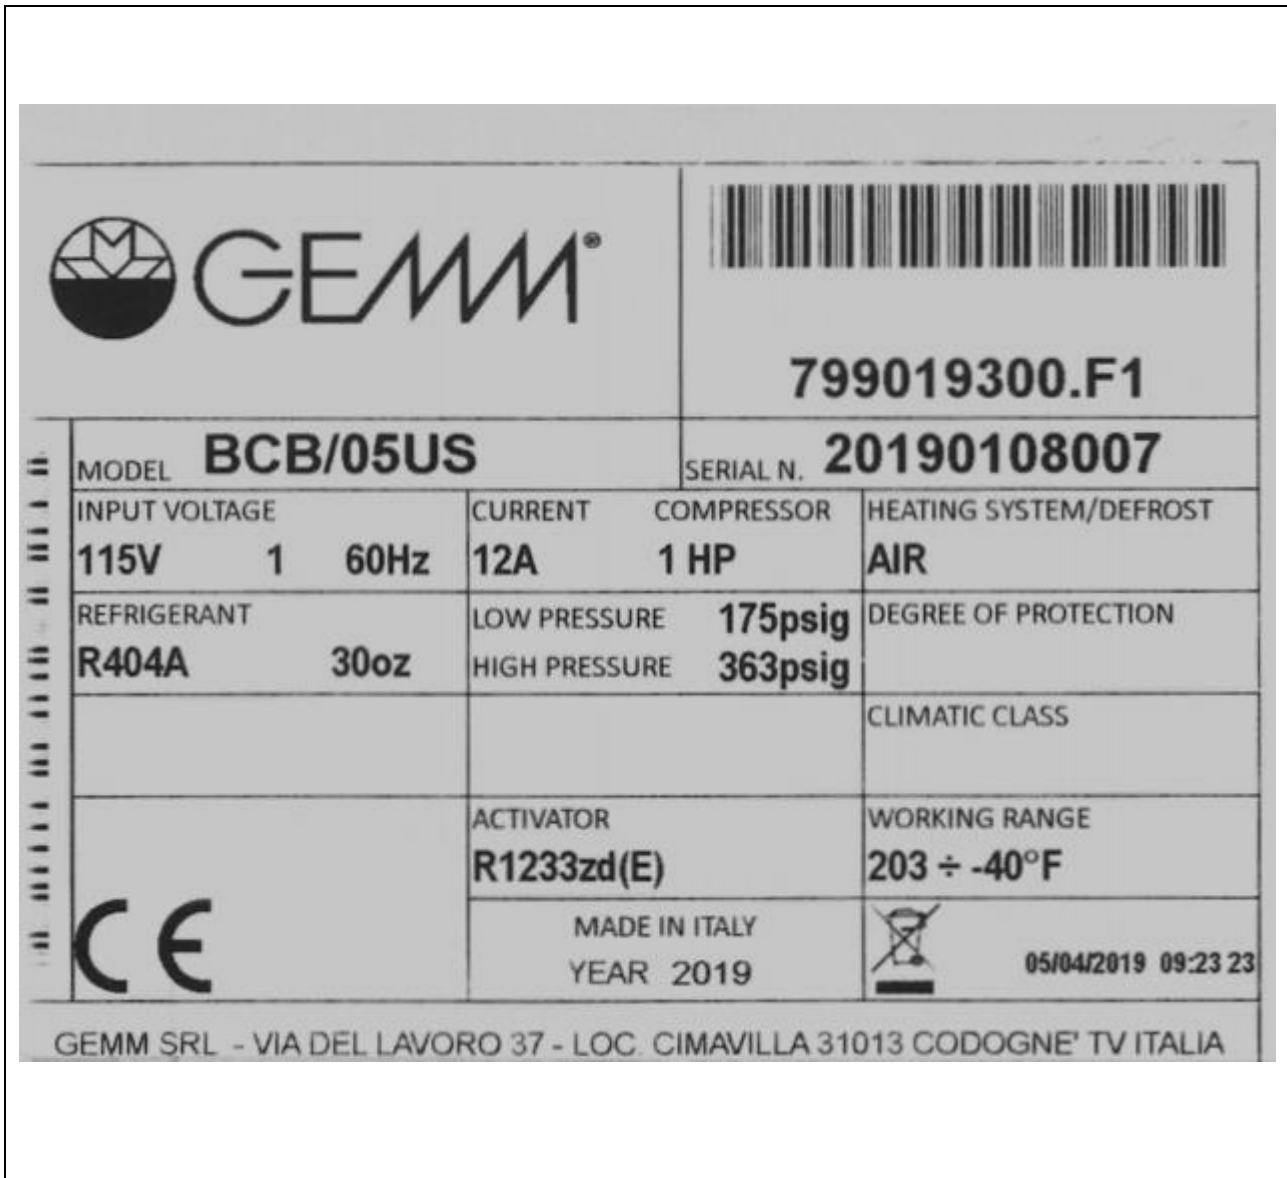 GEMM®
799019300.F1
MODEL BCB/05US
SERIAL N. 20190108007
INPUT VOLTAGE
115V 1 60Hz
CURRENT COMPRESSOR
12A 1 HP
HEATING SYSTEM/DEFROST
AIR
REFRIGERANT
R404A 30oz
LOW PRESSURE 175psig
HIGH PRESSURE 363psig
DEGREE OF PROTECTION
CLIMATIC CLASS
ACTIVATOR
R1233zd(E)
WORKING RANGE
203 ÷ -40°F
CE
MADE IN ITALY
YEAR 2019
05/04/2019 09:23 23
GEMM SRL - VIA DEL LAVORO 37 - LOC. CIMAVILLA 31013 CODOGNE' TV ITALIA